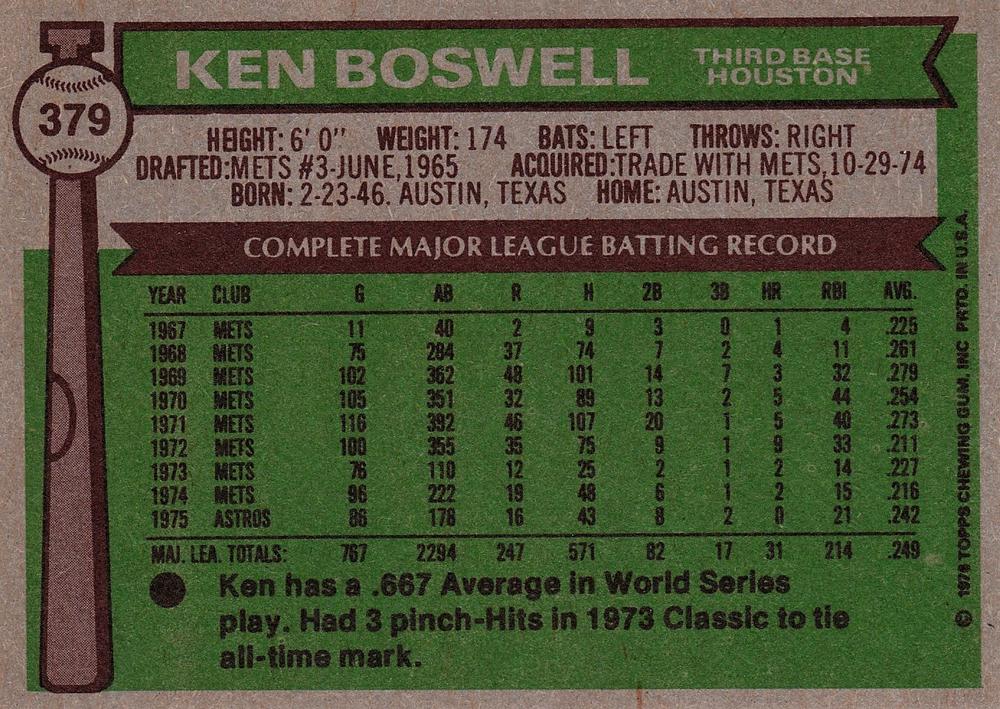 379
KEN BOSWELL THIRD BASE
HOUSTON
HEIGHT: 6' 0" WEIGHT: 174 BATS: LEFT THROWS: RIGHT
DRAFTED:METS #3-JUNE,1965 ACQUIRED:TRADE WITH METS,10-29-74
BORN: 2-23-46. AUSTIN, TEXAS HOME: AUSTIN, TEXAS
COMPLETE MAJOR LEAGUE BATTING RECORD
YEAR CLUB G AB R H 2B 3B HR RBI AVG.
1967 METS 11 40 2 9 3 0 1 4 .225
1968 METS 75 284 37 74 7 2 4 11 .261
1969 METS 102 362 48 101 14 7 3 32 .279
1970 METS 105 351 32 89 13 2 5 44 .254
1971 METS 116 392 46 107 20 1 5 40 .273
1972 METS 100 355 35 75 9 1 9 33 .211
1973 METS 76 110 12 25 2 1 2 14 .227
1974 METS 96 222 19 48 6 1 2 15 .216
1975 ASTROS 86 178 16 43 8 2 0 21 .242
MAJ. LEA. TOTALS: 767 2294 247 571 82 17 31 214 .249
Ken has a .667 Average in World Series
play. Had 3 pinch-Hits in 1973 Classic to tie
all-time mark.
© 1976 TOPPS CHEWING GUM, INC PRTD. IN U.S.A.